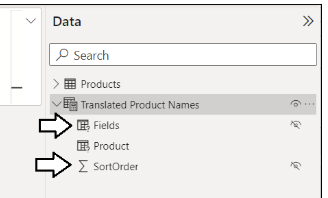 Data
Search
Products
Translated Product Names
Fields
Product
SortOrder